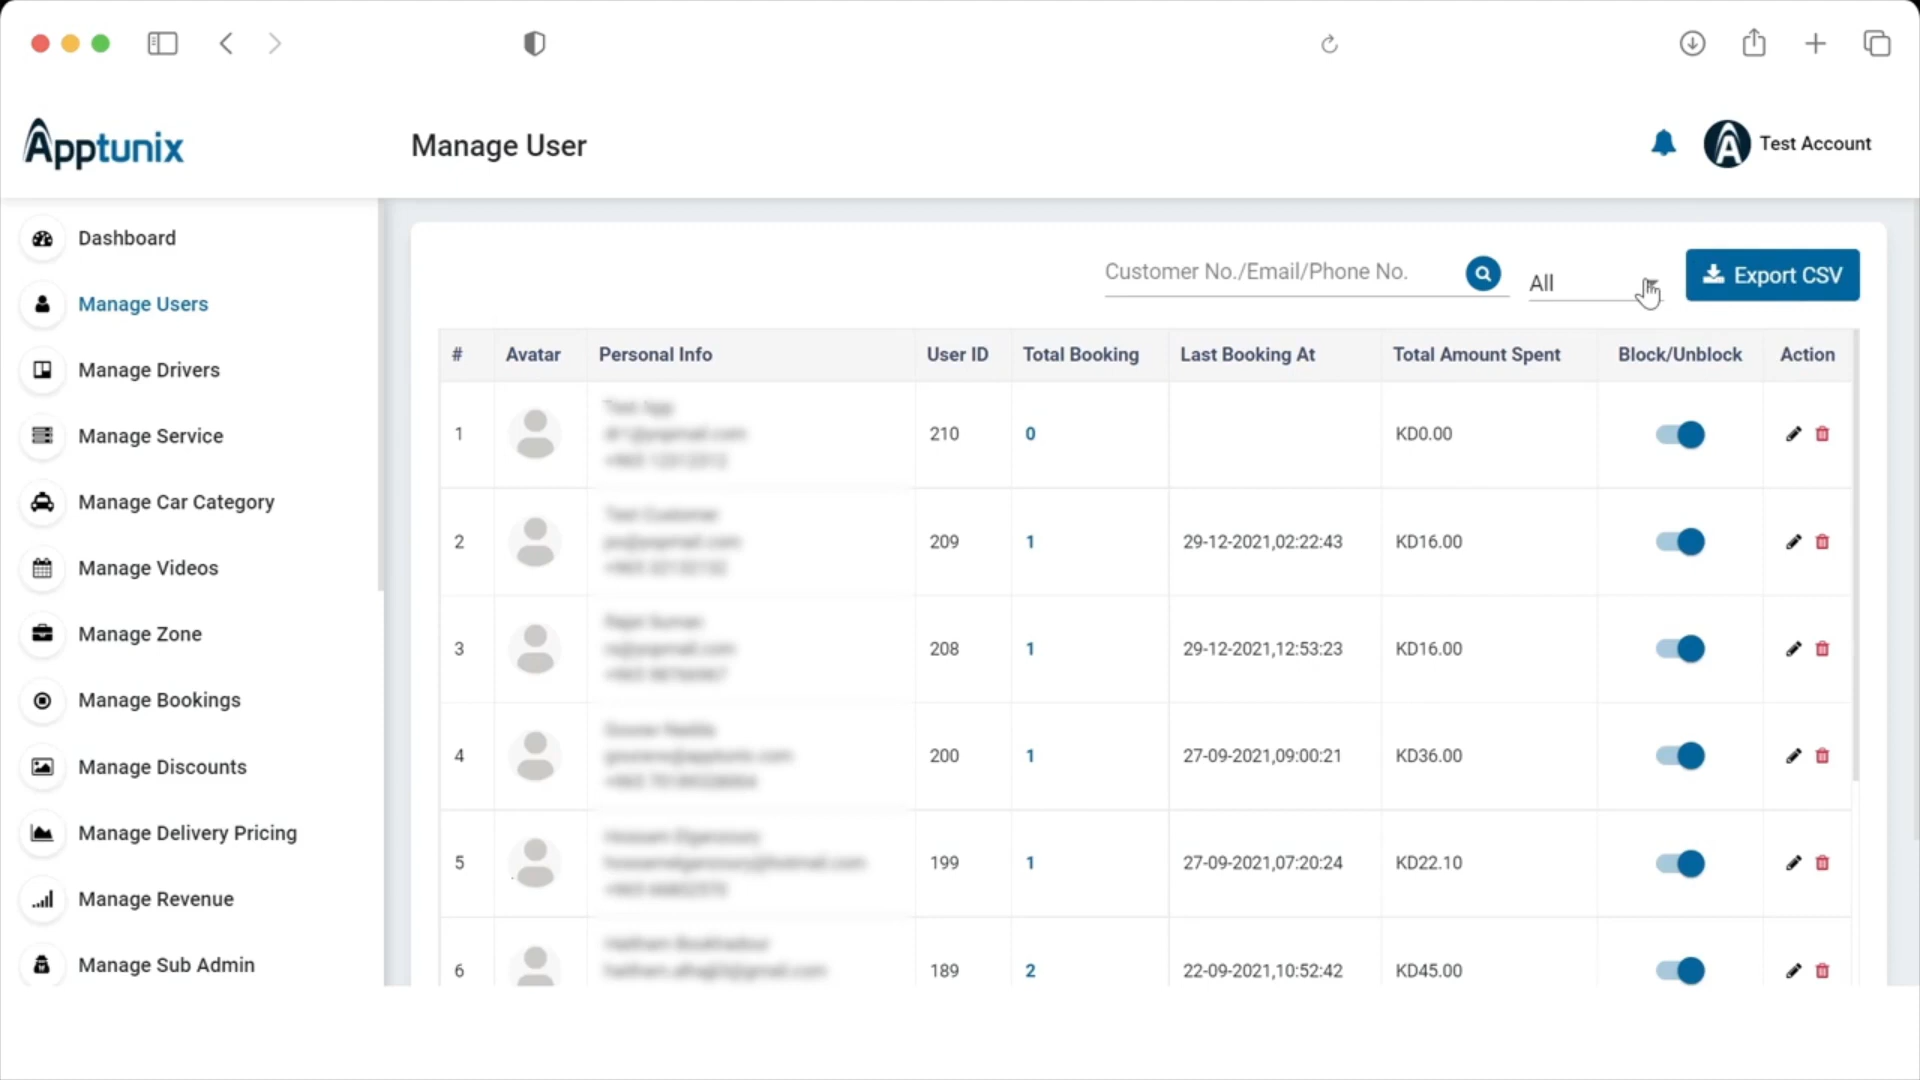 Apptunix
Manage User
Test Account
Dashboard
Manage Users
Manage Drivers
Manage Service
Manage Car Category
Manage Videos
Manage Zone
Manage Bookings
Manage Discounts
Manage Delivery Pricing
Manage Revenue
Manage Sub Admin
Customer No./Email/Phone No.
All
Export CSV
# Avatar Personal Info User ID Total Booking Last Booking At Total Amount Spent Block/Unblock Action
1 210 0 KD0.00
2 209 1 29-12-2021,02:22:43 KD16.00
3 208 1 29-12-2021,12:53:23 KD16.00
4 200 1 27-09-2021,09:00:21 KD36.00
5 199 1 27-09-2021,07:20:24 KD22.10
6 189 2 22-09-2021,10:52:42 KD45.00